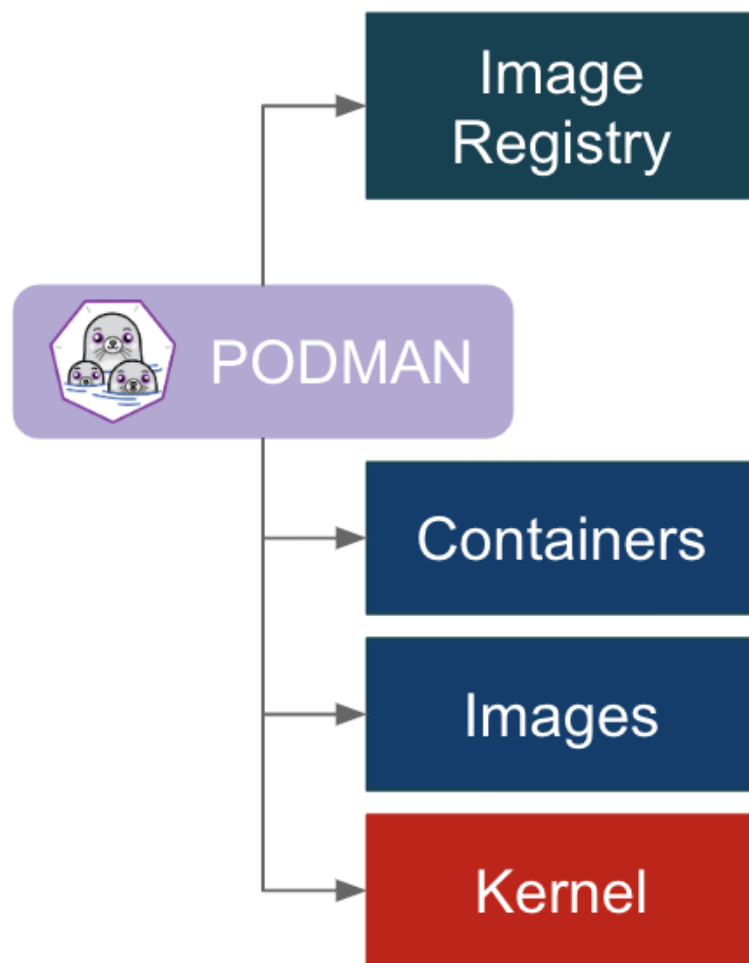 Image
Registry
PODMAN
Containers
Images
Kernel